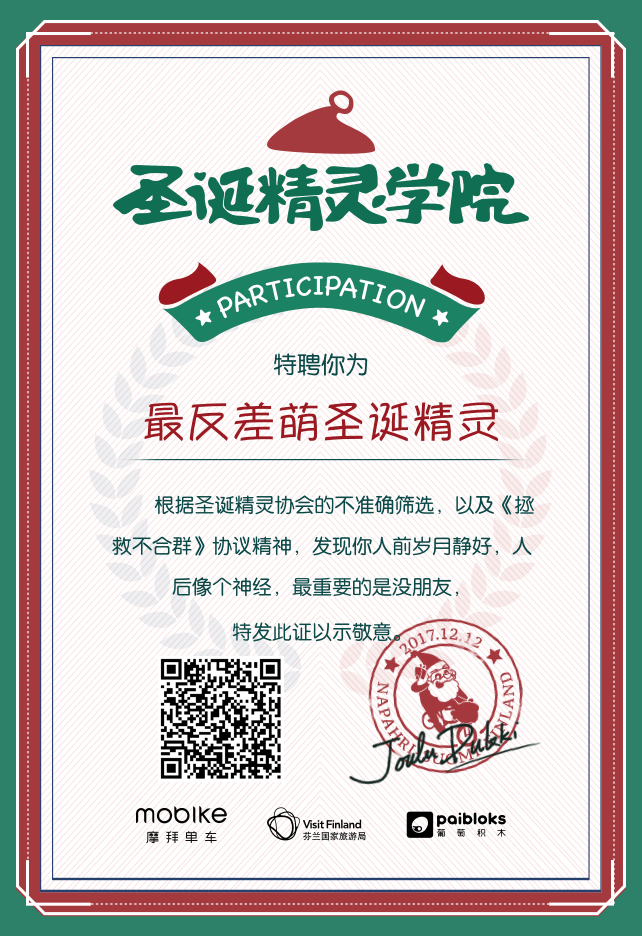 圣诞精灵学院
PARTICIPATION
特聘你为
最反差萌圣诞精灵
根据圣诞精灵协会的不准确筛选，以及《拯
救不合群》协议精神，发现你人前岁月静好，人
后像个神经，最重要的是没朋友，
特发此证以示敬意。
2017.12.12
NAPAHRI SUOMI FINLAND
mobike
摩拜单车
Visit Finland
芬兰国家旅游局
paibloks
葡萄积木